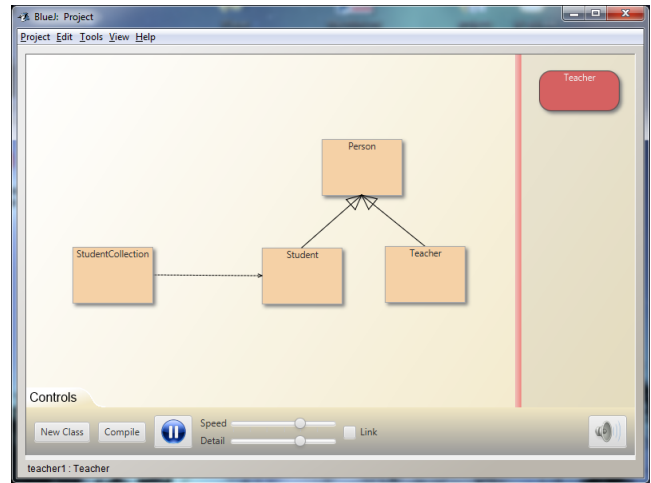 BlueJ: Project
Project Edit Tools View Help
Teacher
Person
StudentCollection
Student
Teacher
Controls
New Class
Compile
Speed
Detail
Link
teacher1 : Teacher